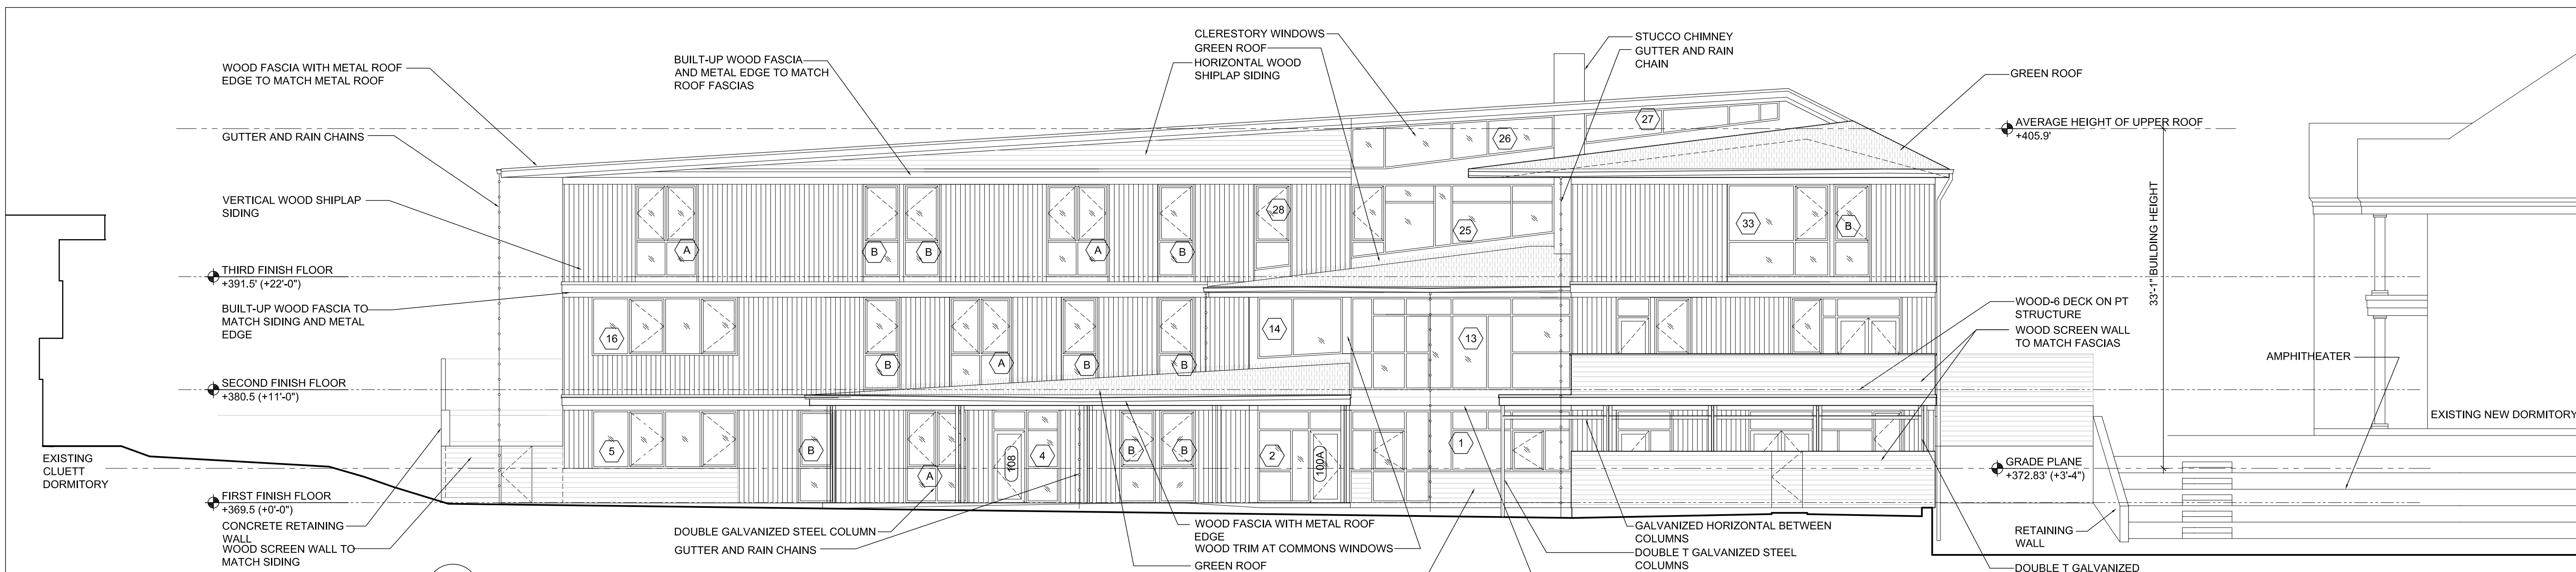 CLERESTORY WINDOWS
GREEN ROOF
HORIZONTAL WOOD
SHIPLAP SIDING
STUCCO CHIMNEY
GUTTER AND RAIN
CHAIN
BUILT-UP WOOD FASCIA
AND METAL EDGE TO MATCH
ROOF FASCIAS
WOOD FASCIA WITH METAL ROOF
EDGE TO MATCH METAL ROOF
GREEN ROOF
GUTTER AND RAIN CHAINS
AVERAGE HEIGHT OF UPPER ROOF
+405.9'
26
27
VERTICAL WOOD SHIPLAP
SIDING
33'-1" BUILDING HEIGHT
A
B
B
A
B
28
25
33
B
THIRD FINISH FLOOR
+391.5' (+22'-0")
BUILT-UP WOOD FASCIA TO
MATCH SIDING AND METAL
EDGE
WOOD-6 DECK ON PT
STRUCTURE
WOOD SCREEN WALL
TO MATCH FASCIAS
16
B
A
B
B
14
13
AMPHITHEATER
SECOND FINISH FLOOR
+380.5 (+11'-0")
EXISTING NEW DORMITORY
5
B
A
108
4
B
B
2
100A
1
EXISTING
CLUETT
DORMITORY
GRADE PLANE
+372.83' (+3'-4")
FIRST FINISH FLOOR
+369.5 (+0'-0")
CONCRETE RETAINING
WALL
WOOD SCREEN WALL TO
MATCH SIDING
DOUBLE GALVANIZED STEEL COLUMN
GUTTER AND RAIN CHAINS
WOOD FASCIA WITH METAL ROOF
EDGE
WOOD TRIM AT COMMONS WINDOWS
GREEN ROOF
GALVANIZED HORIZONTAL BETWEEN
COLUMNS
DOUBLE T GALVANIZED STEEL
COLUMNS
RETAINING
WALL
DOUBLE T GALVANIZED